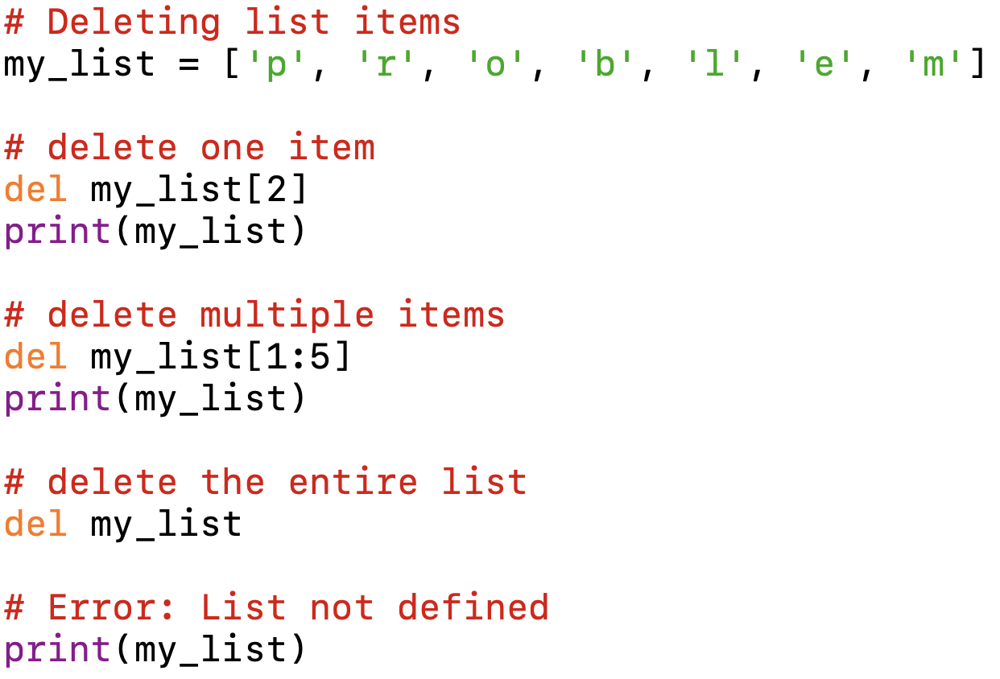 # Deleting list items
my_list = ['p', 'r', 'o', 'b', 'l', 'e', 'm']
# delete one item
del my_list[2]
print(my_list)
# delete multiple items
del my_list[1:5]
print(my_list)
# delete the entire list
del my_list
# Error: List not defined
print(my_list)